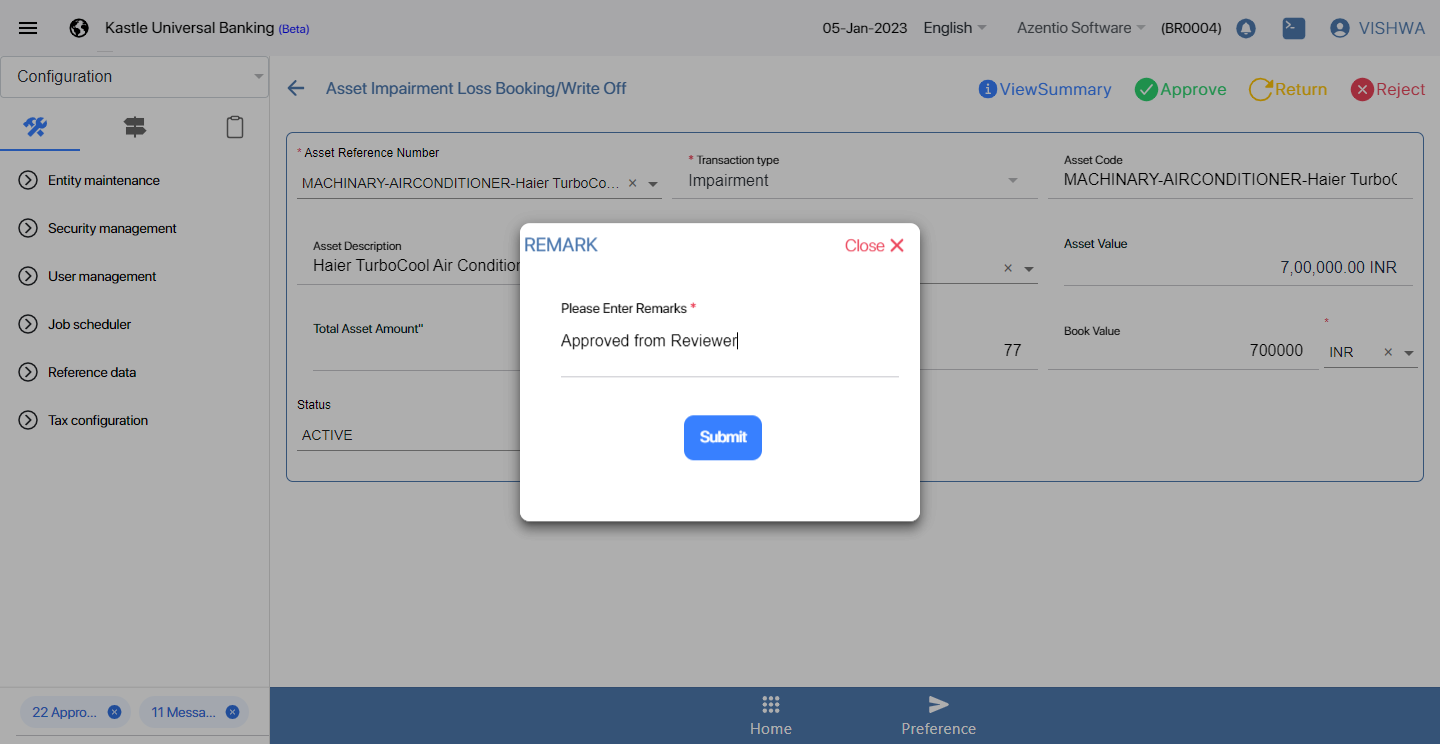 Kastle Universal Banking (Beta)
05-Jan-2023 English Azentio Software (BR0004) VISHWA
Configuration
Asset Impairment Loss Booking/Write Off
ViewSummary Approve Return Reject
Entity maintenance
Security management
User management
Job scheduler
Reference data
Tax configuration
* Asset Reference Number
MACHINARY-AIRCONDITIONER-Haier TurboCo...
* Transaction type
Impairment
Asset Code
MACHINARY-AIRCONDITIONER-Haier TurboC
Asset Description
Haier TurboCool Air Condition
Asset Value
7,00,000.00 INR
Total Asset Amount"
77
Book Value
700000
*
INR
Status
ACTIVE
REMARK
Close
Please Enter Remarks *
Approved from Reviewer
Submit
22 Appro... 11 Messa...
Home
Preference